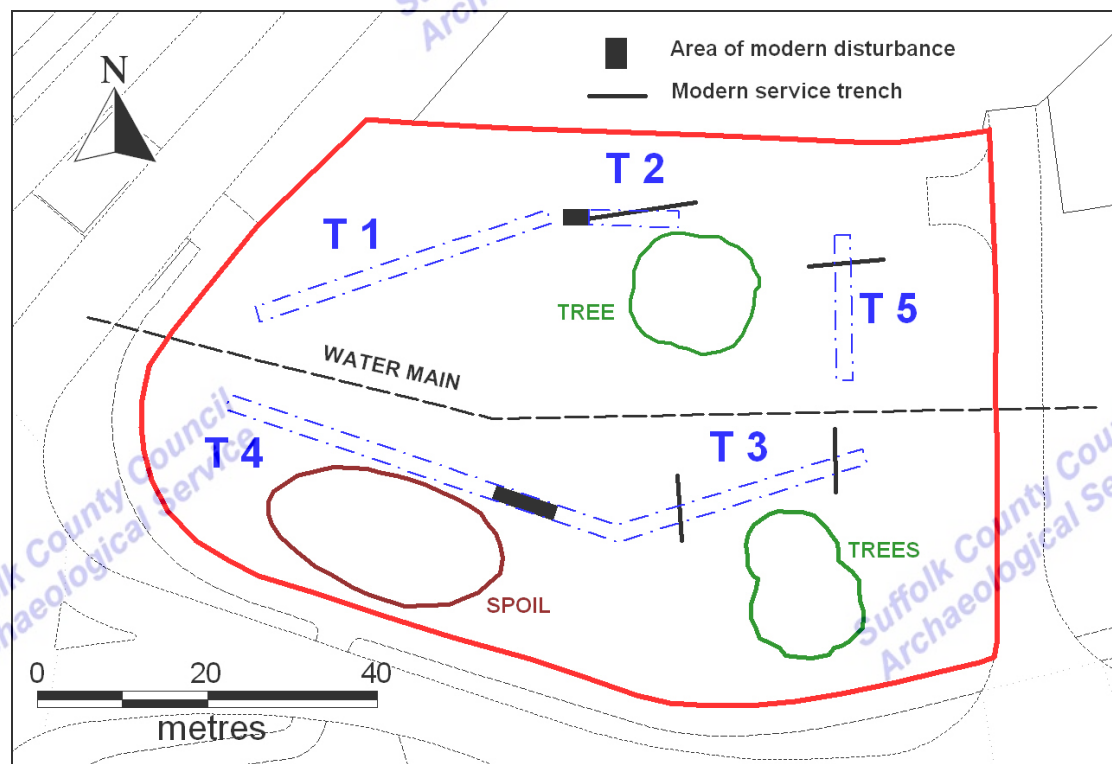 Suffolk County Council
Archaeological Service
N
Area of modern disturbance
Modern service trench
T 2
T 1
TREE
T 5
WATER MAIN
T 4
T 3
Suffolk County Council
Archaeological Service
TREES
SPOIL
0 20 40
metres